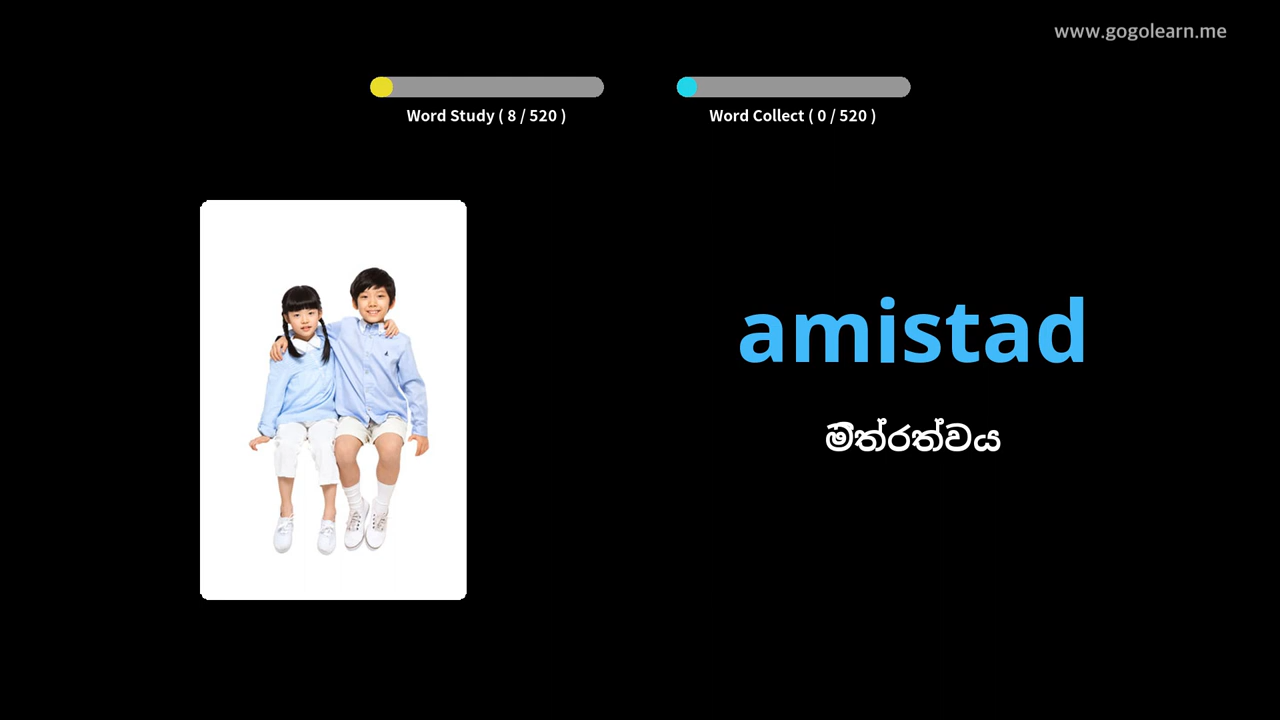 www.gogolearn.me
Word Study ( 8 / 520 )
Word Collect ( 0 / 520 )
amistad
මිත්රත්වය